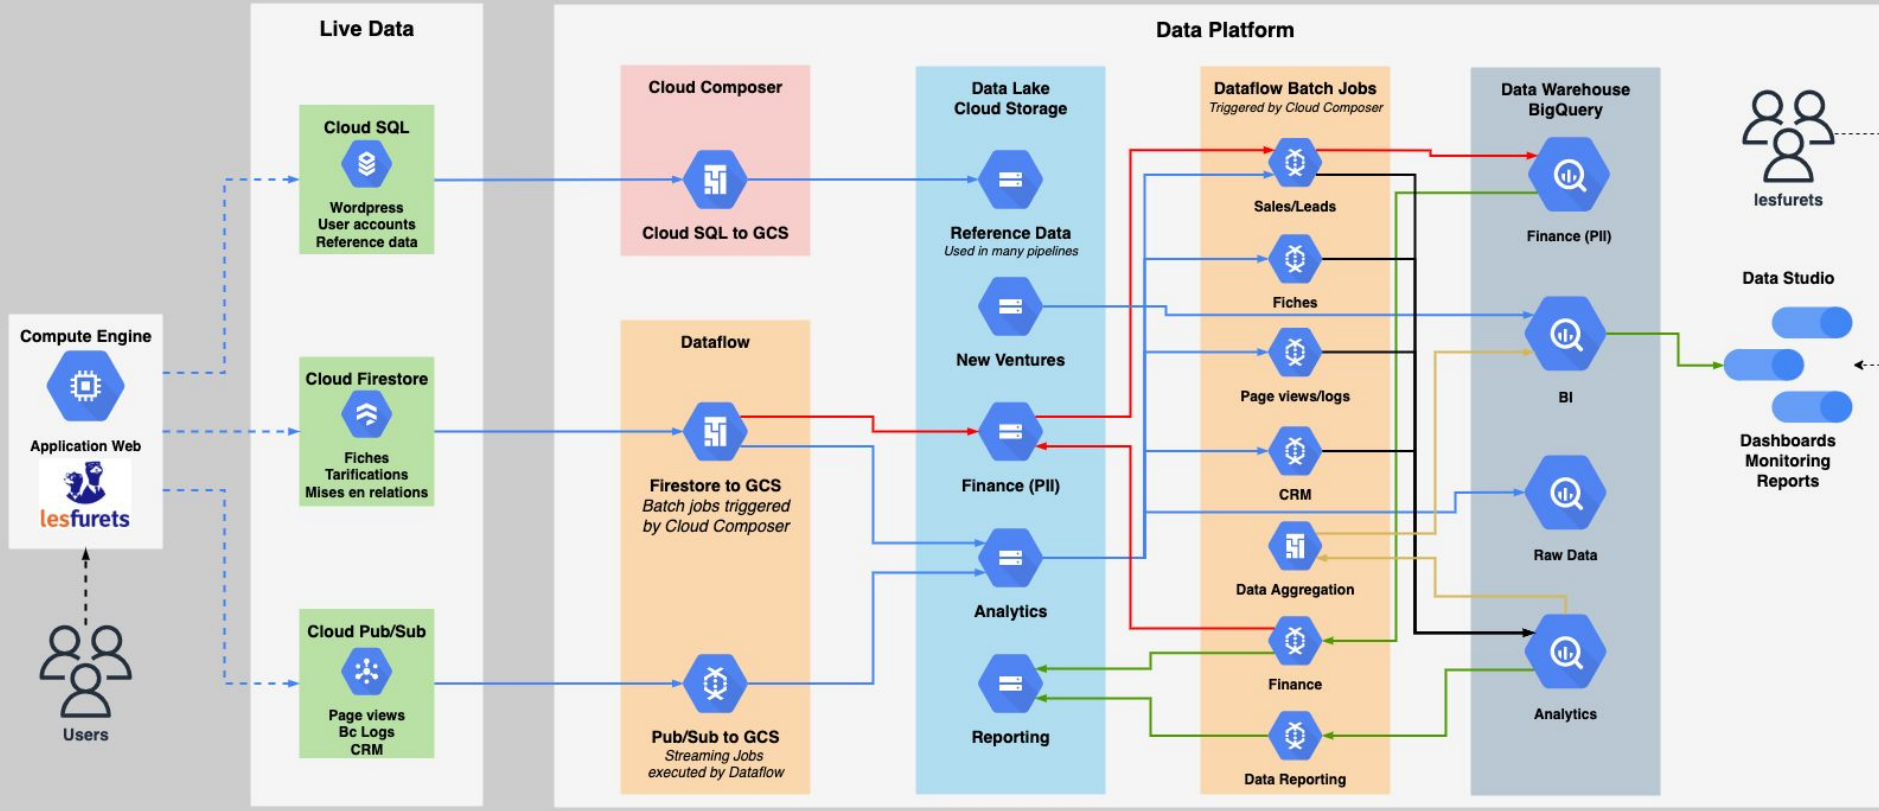 Live Data
Data Platform
Compute Engine
Application Web
lesfurets
Users
Cloud SQL
Wordpress
User accounts
Reference data
Cloud Firestore
Fiches
Tarifications
Mises en relations
Cloud Pub/Sub
Page views
Bc Logs
CRM
Cloud Composer
Cloud SQL to GCS
Dataflow
Firestore to GCS
Batch jobs triggered
by Cloud Composer
Pub/Sub to GCS
Streaming Jobs
executed by Dataflow
Data Lake
Cloud Storage
Reference Data
Used in many pipelines
New Ventures
Finance (PII)
Analytics
Reporting
Dataflow Batch Jobs
Triggered by Cloud Composer
Sales/Leads
Fiches
Page views/logs
CRM
Data Aggregation
Finance
Data Reporting
Data Warehouse
BigQuery
Finance (PII)
BI
Raw Data
Analytics
lesfurets
Data Studio
Dashboards
Monitoring
Reports